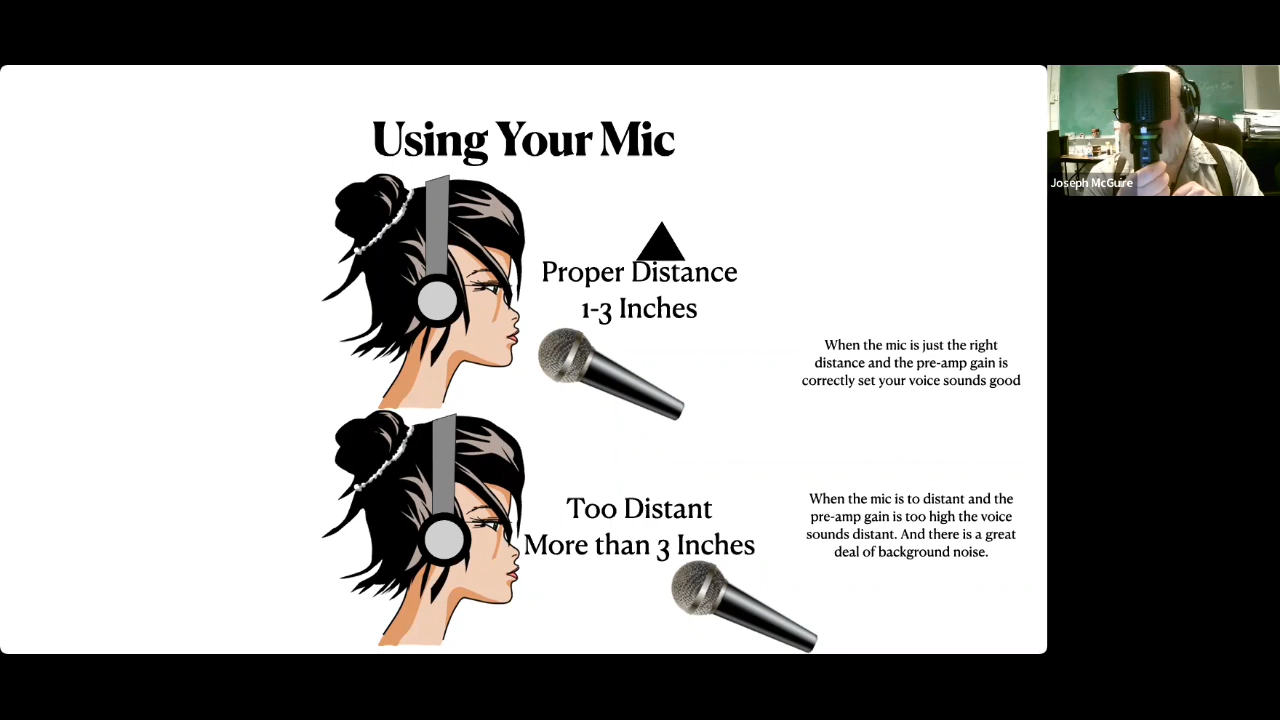 Using Your Mic
Proper Distance
1-3 Inches
When the mic is just the right
distance and the pre-amp gain is
correctly set your voice sounds good
Too Distant
More than 3 Inches
When the mic is to distant and the
pre-amp gain is too high the voice
sounds distant. And there is a great
deal of background noise.
Joseph McGuire